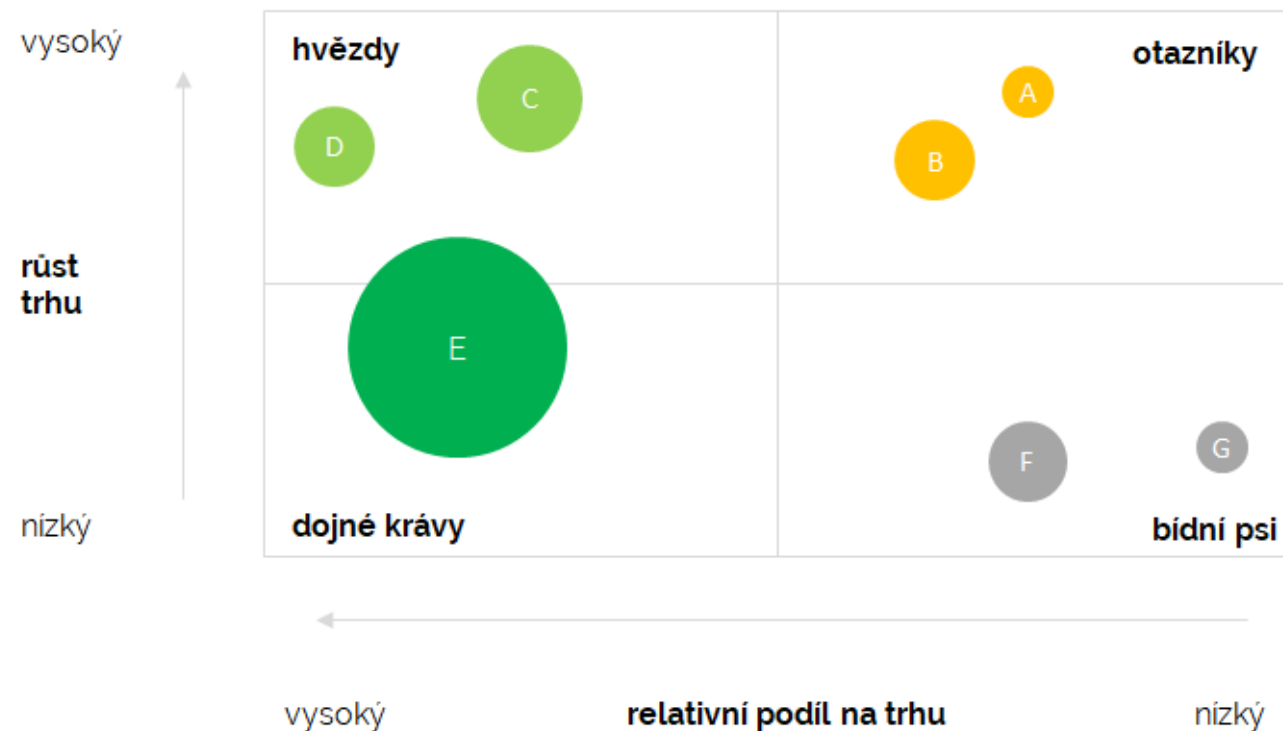 vysoký
hvězdy
otazníky
C
A
D
B
růst
trhu
E
F
G
nízký
dojné krávy
bídní psi
vysoký
relativní podíl na trhu
nízký